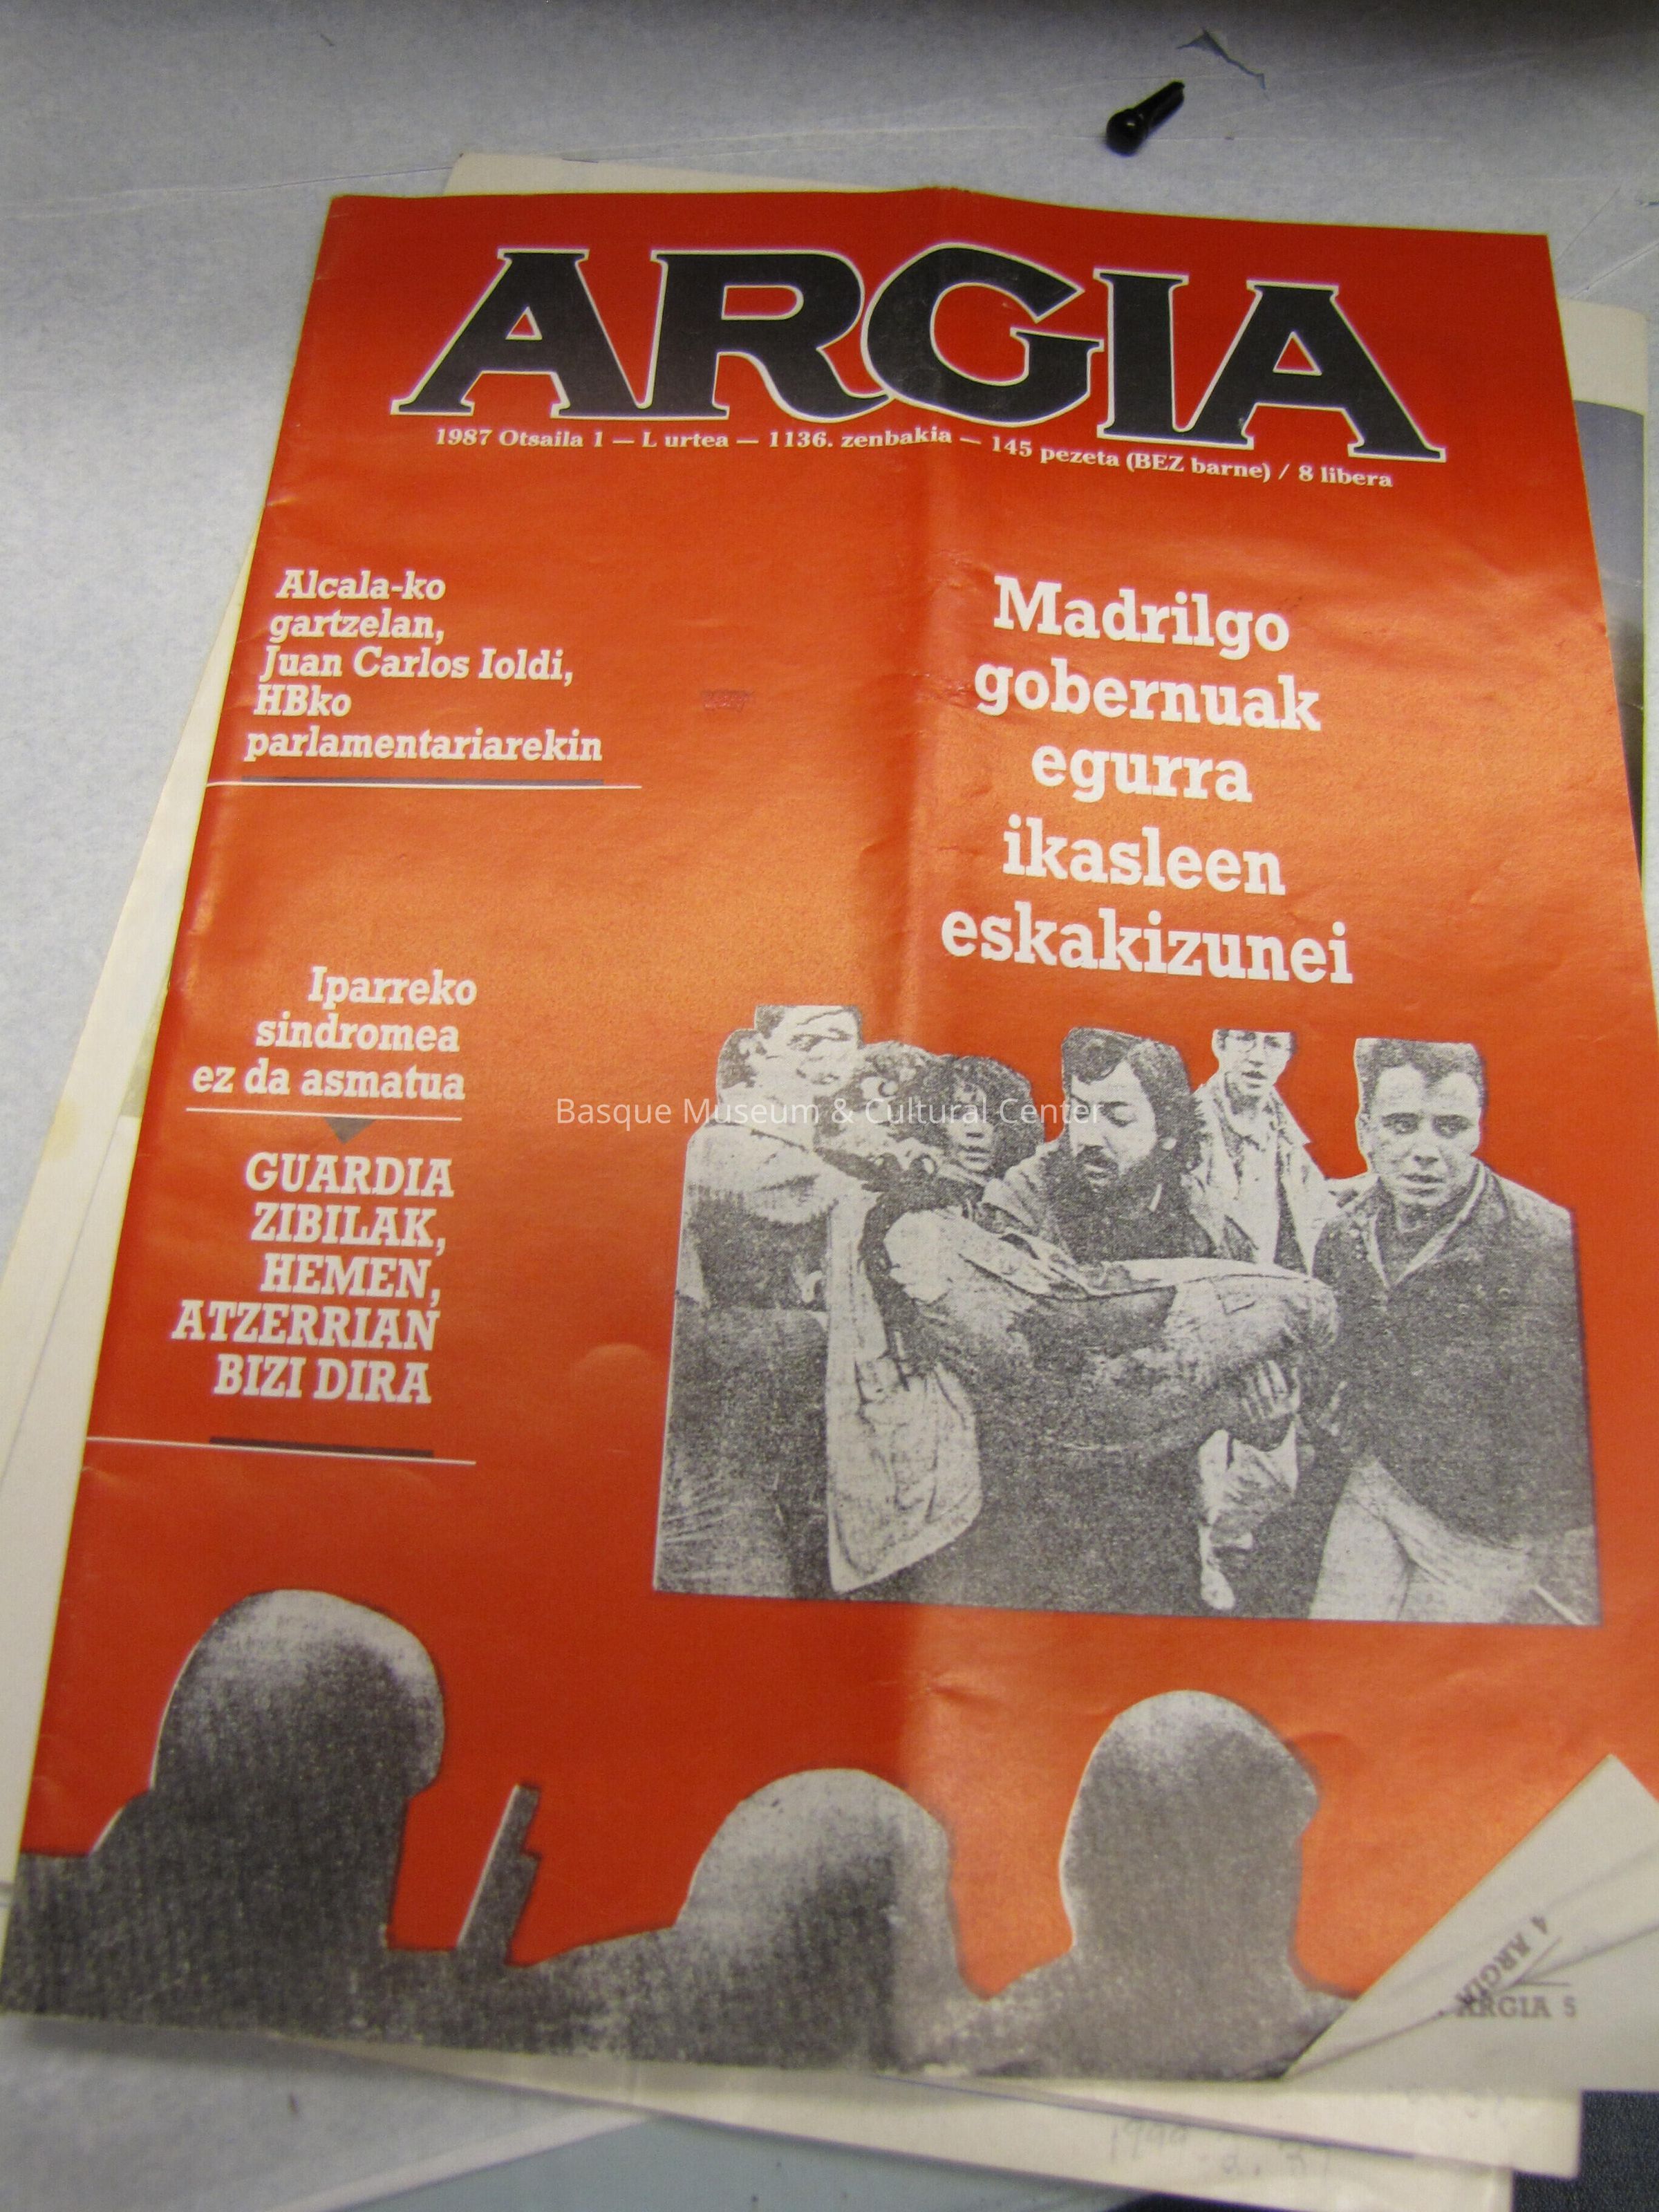 ARGIA
1987 Otsaila 1 — L urtea — 1136. zenbakia — 145 pezeta (BEZ barne) / 8 libera
Alcala-ko
gartzelan,
Juan Carlos Ioldi,
HBko
parlamentariarekin
Madrilgo
gobernuak
egurra
ikasleen
eskakizunei
Iparreko
sindromea
ez da asmatua
GUARDIA
ZIBILAK,
HEMEN,
ATZERRIAN
BIZI DIRA
Basque Museum & Cultural Center
4 ARGIA
ARGIA 5